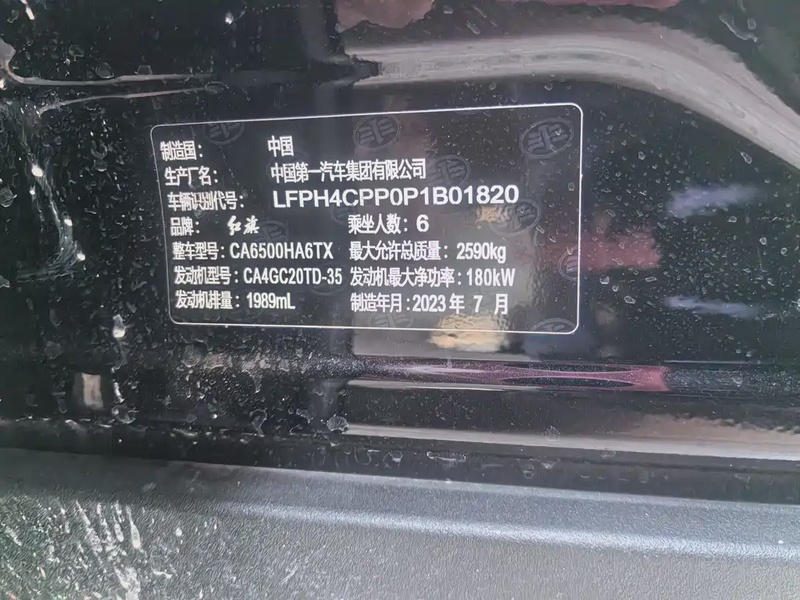 制造国： 中国
生产厂名： 中国第一汽车集团有限公司
车辆识别代号： LFPH4CPP0P1B01820
品牌： 红旗 乘坐人数：6
整车型号：CA6500HA6TX 最大允许总质量：2590kg
发动机型号：CA4GC20TD-35 发动机最大净功率：180kW
发动机排量：1989mL 制造年月：2023 年 7 月